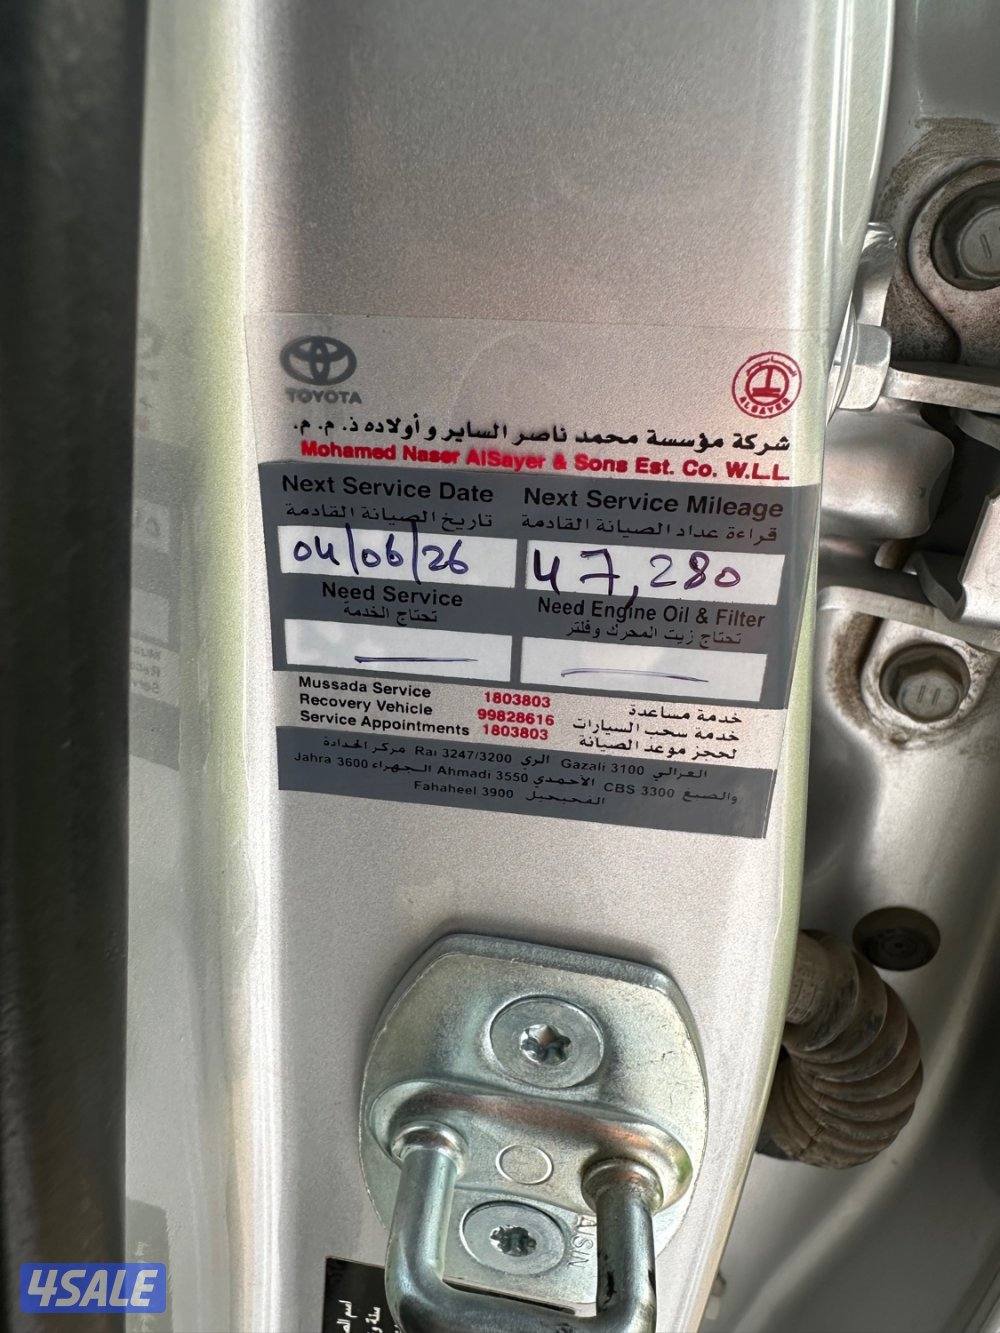 TOYOTA
ALSAYER
شركة مؤسسة محمد ناصر الساير و أولاده ذ. م. م.
Mohamed Naser AlSayer & Sons Est. Co. W.L.L
Next Service Date Next Service Mileage
تاريخ الصيانة القادمة قراءة عداد الصيانة القادمة
04/06/26 47,280
Need Service Need Engine Oil & Filter
تحتاج الخدمة تحتاج زيت المحرك وفلتر
Mussada Service 1803803 خدمة مساعدة
Recovery Vehicle 99828616 خدمة سحب السيارات
Service Appointments 1803803 لحجز موعد الصيانة
الغزالي Gazali 3100 الري Rai 3247/3200 مركز الحدادة
والصبغ CBS 3300 الأحمدي Ahmadi 3550 الجهراء Jahra 3600
الفحيحيل Fahaheel 3900
AISIN
4SALE